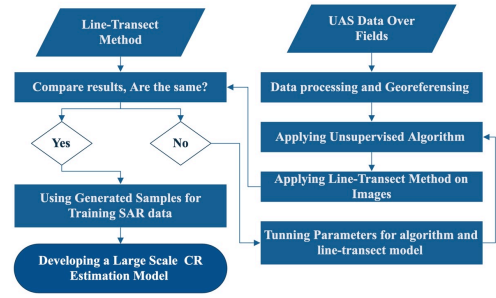 Line-Transect
Method
UAS Data Over
Fields
Compare results, Are the same?
Data processing and Georeferensing
Yes
No
Applying Unsupervised Algorithm
Applying Line-Transect Method on
Images
Using Generated Samples for
Training SAR data
Tunning Parameters for algorithm and
line-transect model
Developing a Large Scale CR
Estimation Model